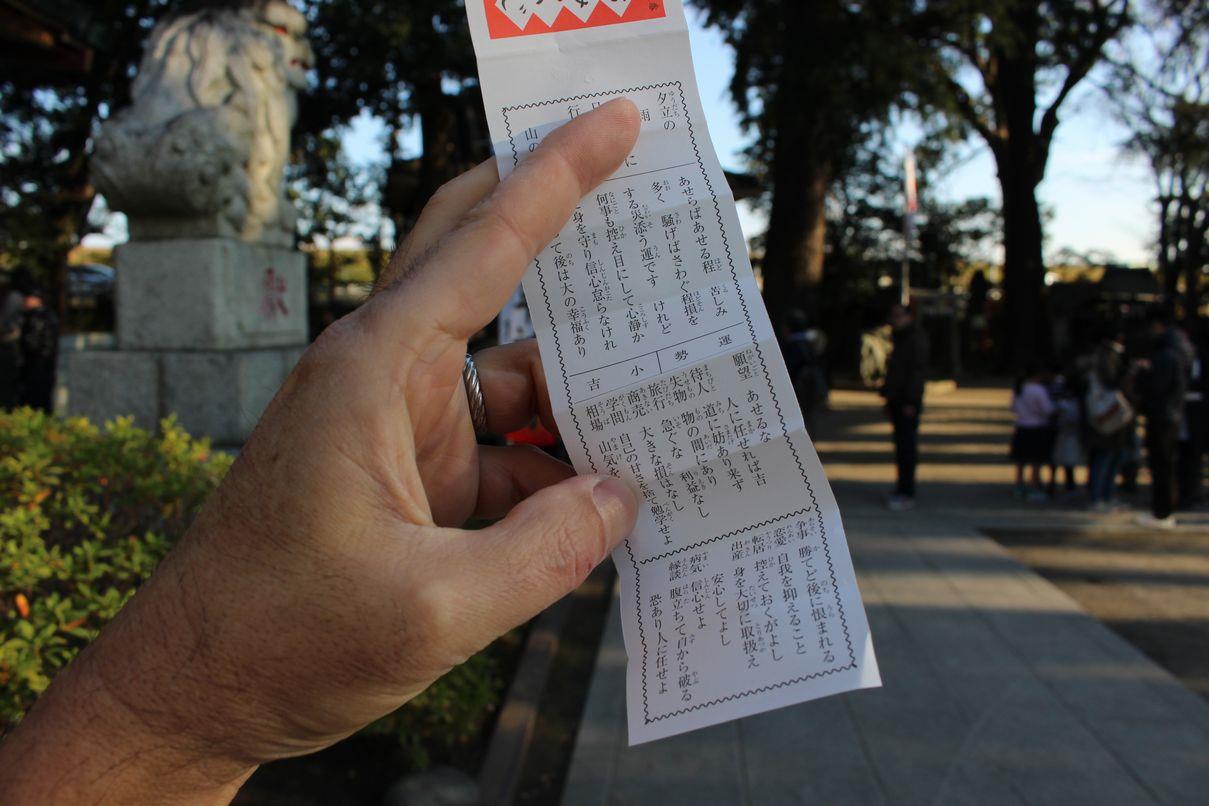 夕立の
雨
に
行
山の
あせらばあせる程 苦しみ
多く 騒げばさわぐ程損を
する災添う運です けれど
何事も控え目にして心静か
身を守り信心怠らなけれ
て後は大の幸福あり
運勢
小吉
願望 あせるな
人に任せれば吉
待人 道に妨あり来ず
失物 物の間にあり
旅行 急ぐな 利益なし
商売 大きな損はなし
学問 自己の甘さを捨て勉学せよ
相場 山気を
争事 勝てど後に恨まれる
恋愛 自我を抑えること
転居 控えておくがよし
出産 身を大切に取扱え
安心してよし
病気 信心せよ
縁談 腹立ちて自から破る
恐あり人に任せよ